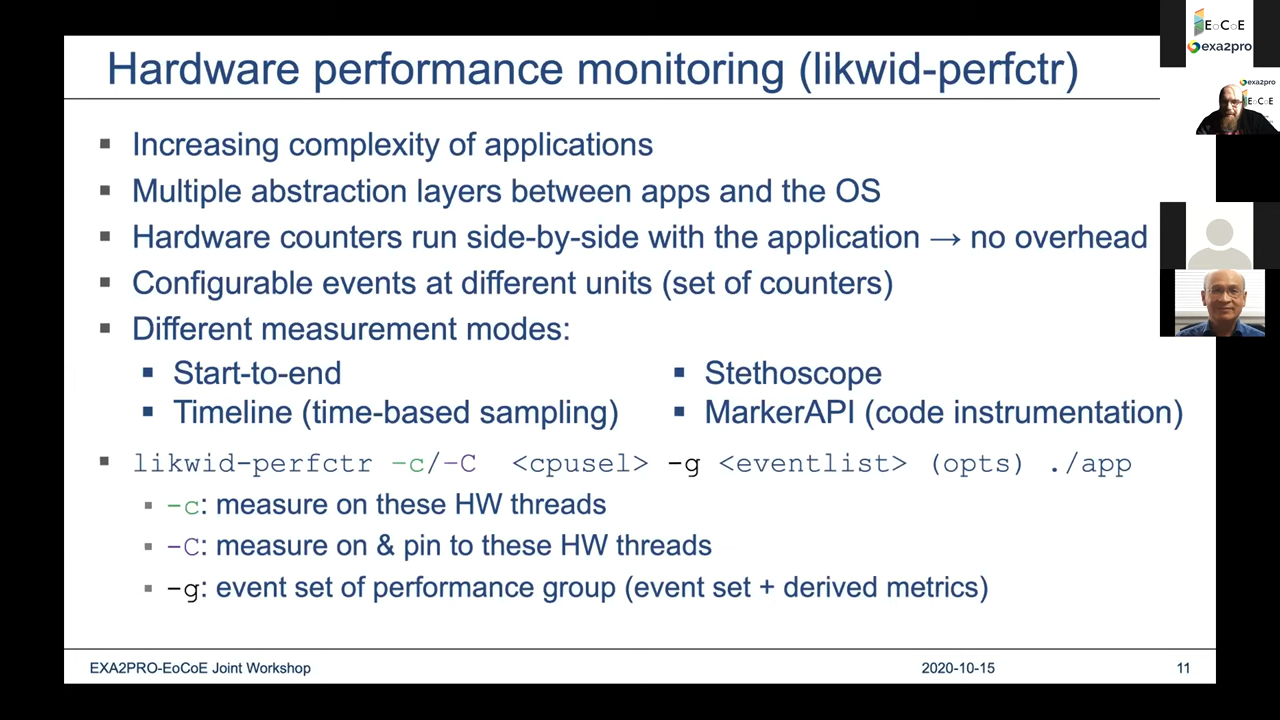 Hardware performance monitoring (likwid-perfctr)
Increasing complexity of applications
Multiple abstraction layers between apps and the OS
Hardware counters run side-by-side with the application → no overhead
Configurable events at different units (set of counters)
Different measurement modes:
Start-to-end
Timeline (time-based sampling)
Stethoscope
MarkerAPI (code instrumentation)
likwid-perfctr -c/-C <cpusel> -g <eventlist> (opts) ./app
-c: measure on these HW threads
-C: measure on & pin to these HW threads
-g: event set of performance group (event set + derived metrics)
EXA2PRO-EoCoE Joint Workshop
2020-10-15
11
EoCoE
exa2pro
exa2pro
EoCoE